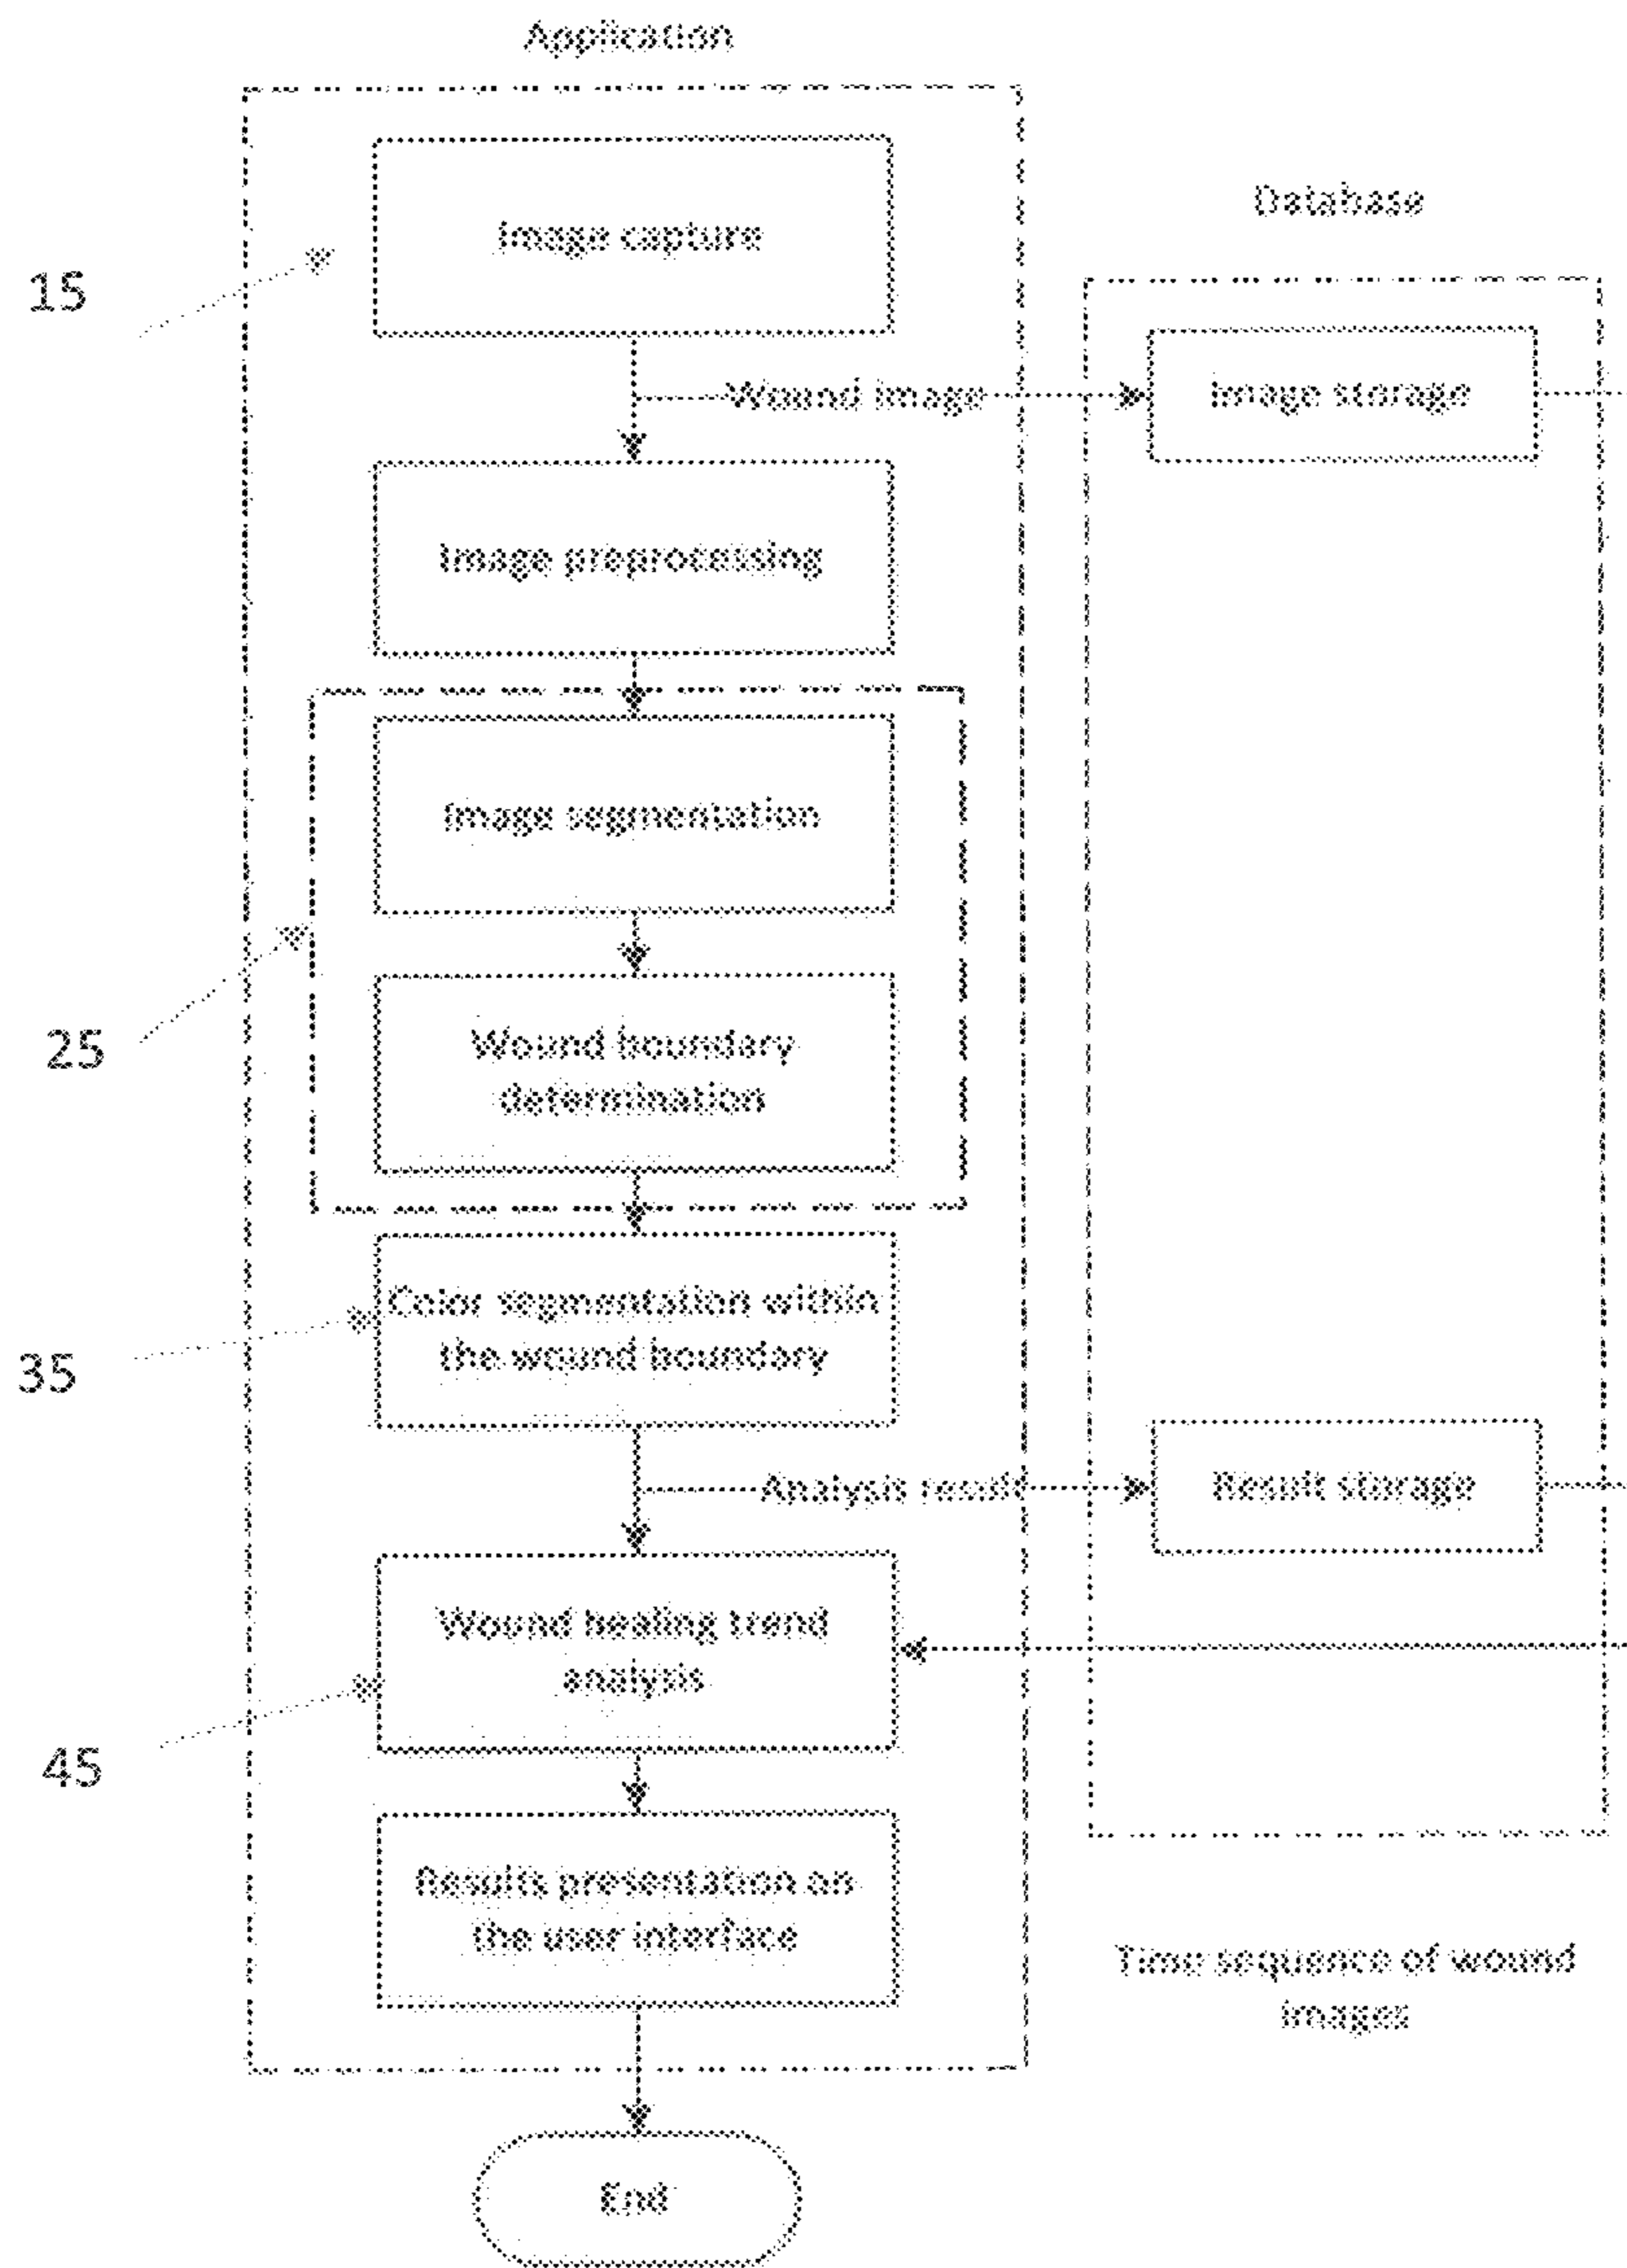 Application
Image capture
Database
15
Wound image
Image storage
Image preprocessing
Image segmentation
25
Wound boundary
determination
Color segmentation within
the wound boundary
35
Analysis result
Result storage
Wound healing trend
analysis
45
Results presentation on
the user interface
Time sequence of wound
images
End